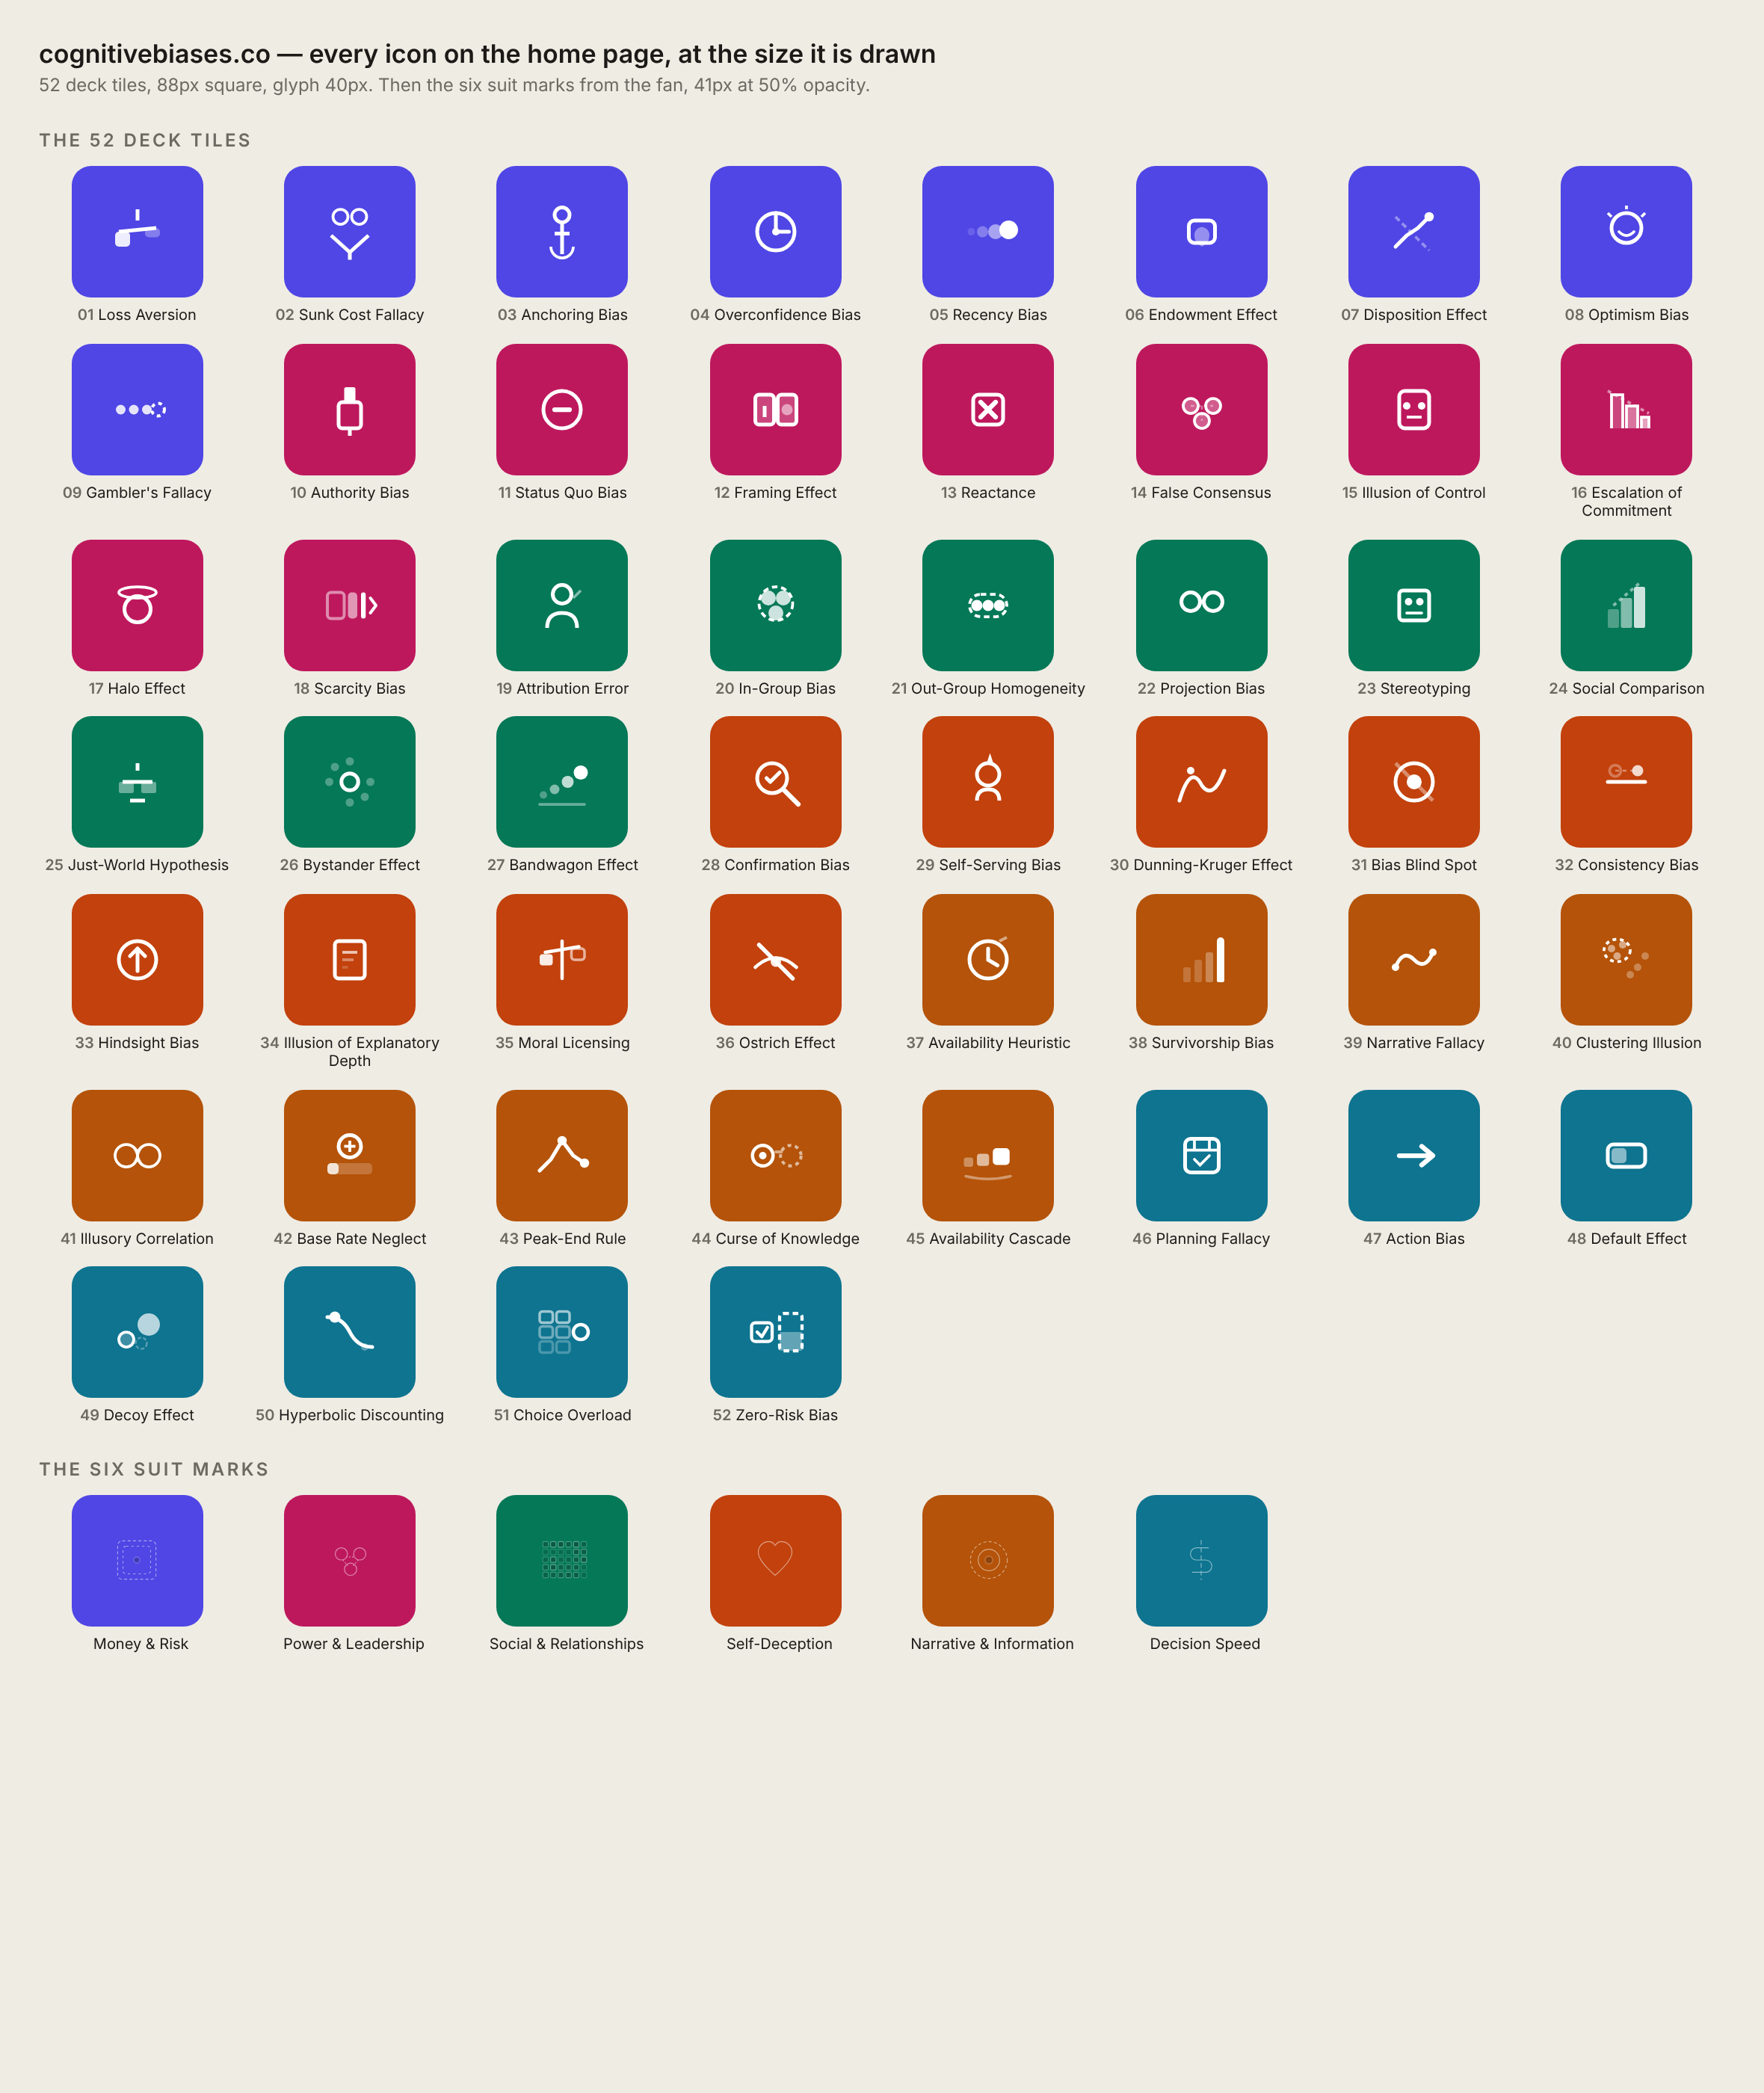 cognitivebiases.co — every icon on the home page, at the size it is drawn
52 deck tiles, 88px square, glyph 40px. Then the six suit marks from the fan, 41px at 50% opacity.
THE 52 DECK TILES
01 Loss Aversion
02 Sunk Cost Fallacy
03 Anchoring Bias
04 Overconfidence Bias
05 Recency Bias
06 Endowment Effect
07 Disposition Effect
08 Optimism Bias
09 Gambler's Fallacy
10 Authority Bias
11 Status Quo Bias
12 Framing Effect
13 Reactance
14 False Consensus
15 Illusion of Control
16 Escalation of
Commitment
17 Halo Effect
18 Scarcity Bias
19 Attribution Error
20 In-Group Bias
21 Out-Group Homogeneity
22 Projection Bias
23 Stereotyping
24 Social Comparison
25 Just-World Hypothesis
26 Bystander Effect
27 Bandwagon Effect
28 Confirmation Bias
29 Self-Serving Bias
30 Dunning-Kruger Effect
31 Bias Blind Spot
32 Consistency Bias
33 Hindsight Bias
34 Illusion of Explanatory
Depth
35 Moral Licensing
36 Ostrich Effect
37 Availability Heuristic
38 Survivorship Bias
39 Narrative Fallacy
40 Clustering Illusion
41 Illusory Correlation
42 Base Rate Neglect
43 Peak-End Rule
44 Curse of Knowledge
45 Availability Cascade
46 Planning Fallacy
47 Action Bias
48 Default Effect
49 Decoy Effect
50 Hyperbolic Discounting
51 Choice Overload
52 Zero-Risk Bias
THE SIX SUIT MARKS
Money & Risk
Power & Leadership
Social & Relationships
Self-Deception
Narrative & Information
Decision Speed